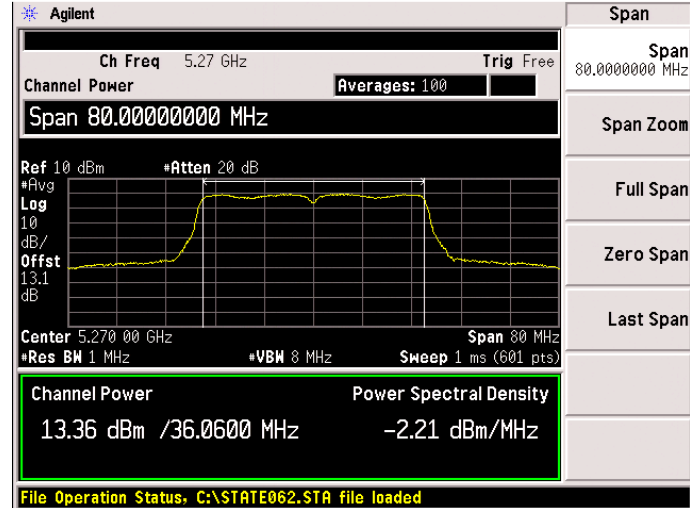 Agilent
Span
Ch Freq 5.27 GHz Trig Free
Channel Power Averages: 100
Span 80.00000000 MHz
Ref 10 dBm #Atten 20 dB
#Avg
Log
10
dB/
Offst
13.1
dB
Center 5.270 00 GHz Span 80 MHz
#Res BW 1 MHz #VBW 8 MHz Sweep 1 ms (601 pts)
Channel Power Power Spectral Density
13.36 dBm /36.0600 MHz -2.21 dBm/MHz
File Operation Status, C:\STATE062.STA file loaded
Span
80.0000000 MHz
Span Zoom
Full Span
Zero Span
Last Span